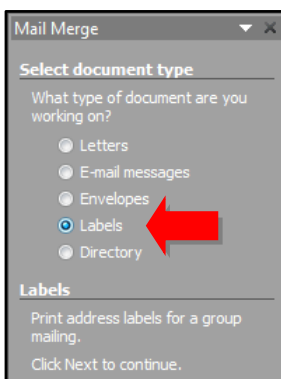 Mail Merge
Select document type
What type of document are you
working on?
Letters
E-mail messages
Envelopes
Labels
Directory
Labels
Print address labels for a group
mailing.
Click Next to continue.